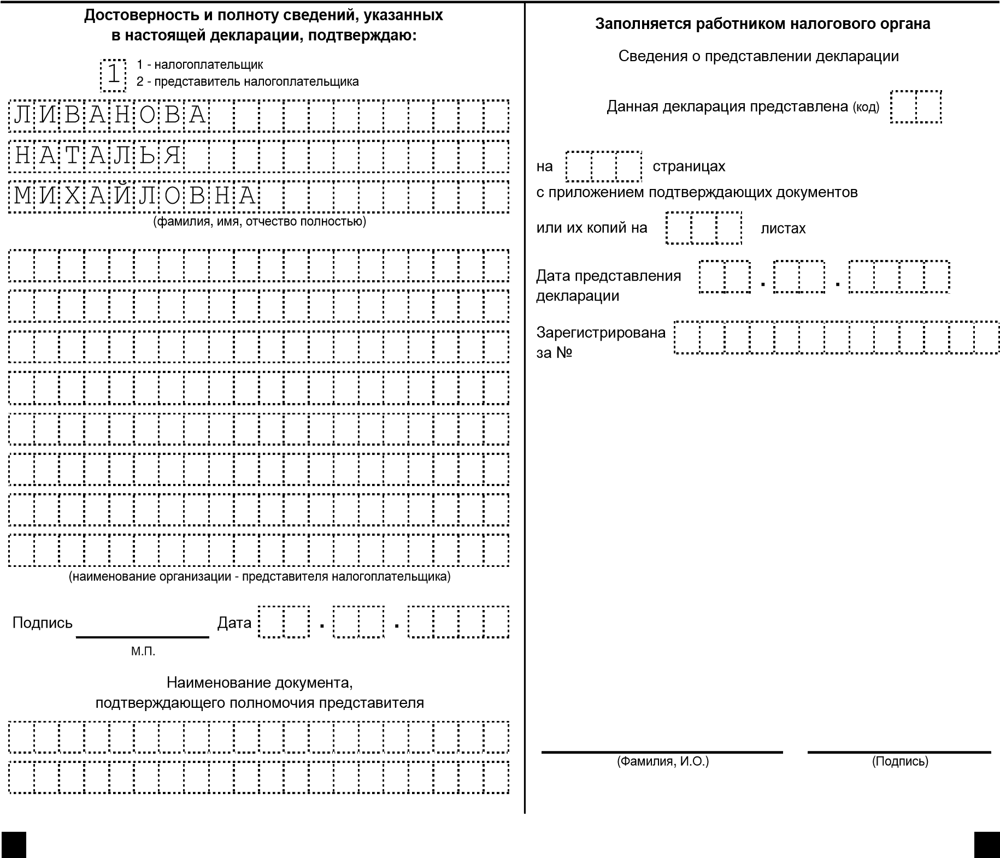 Достоверность и полноту сведений, указанных
в настоящей декларации, подтверждаю:
1
1 - налогоплательщик
2 - представитель налогоплательщика
ЛИВАНОВА
НАТАЛЬЯ
МИХАЙЛОВНА
(фамилия, имя, отчество полностью)
(наименование организации - представителя налогоплательщика)
Подпись Дата . .
М.П.
Наименование документа,
подтверждающего полномочия представителя
Заполняется работником налогового органа
Сведения о представлении декларации
Данная декларация представлена (код)
на страницах
с приложением подтверждающих документов
или их копий на листах
Дата представления . .
декларации
Зарегистрирована
за №
(Фамилия, И.О.) (Подпись)